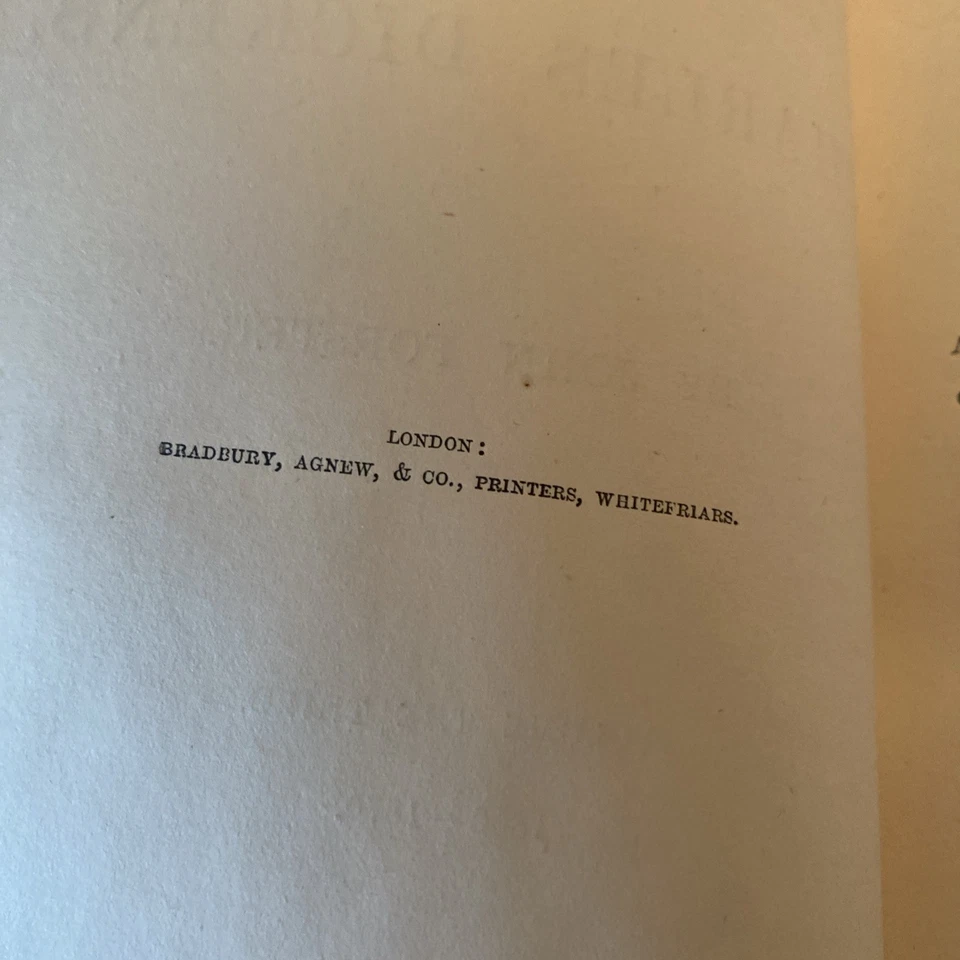 LONDON:
BRADBURY, AGNEW, & CO., PRINTERS, WHITEFRIARS.